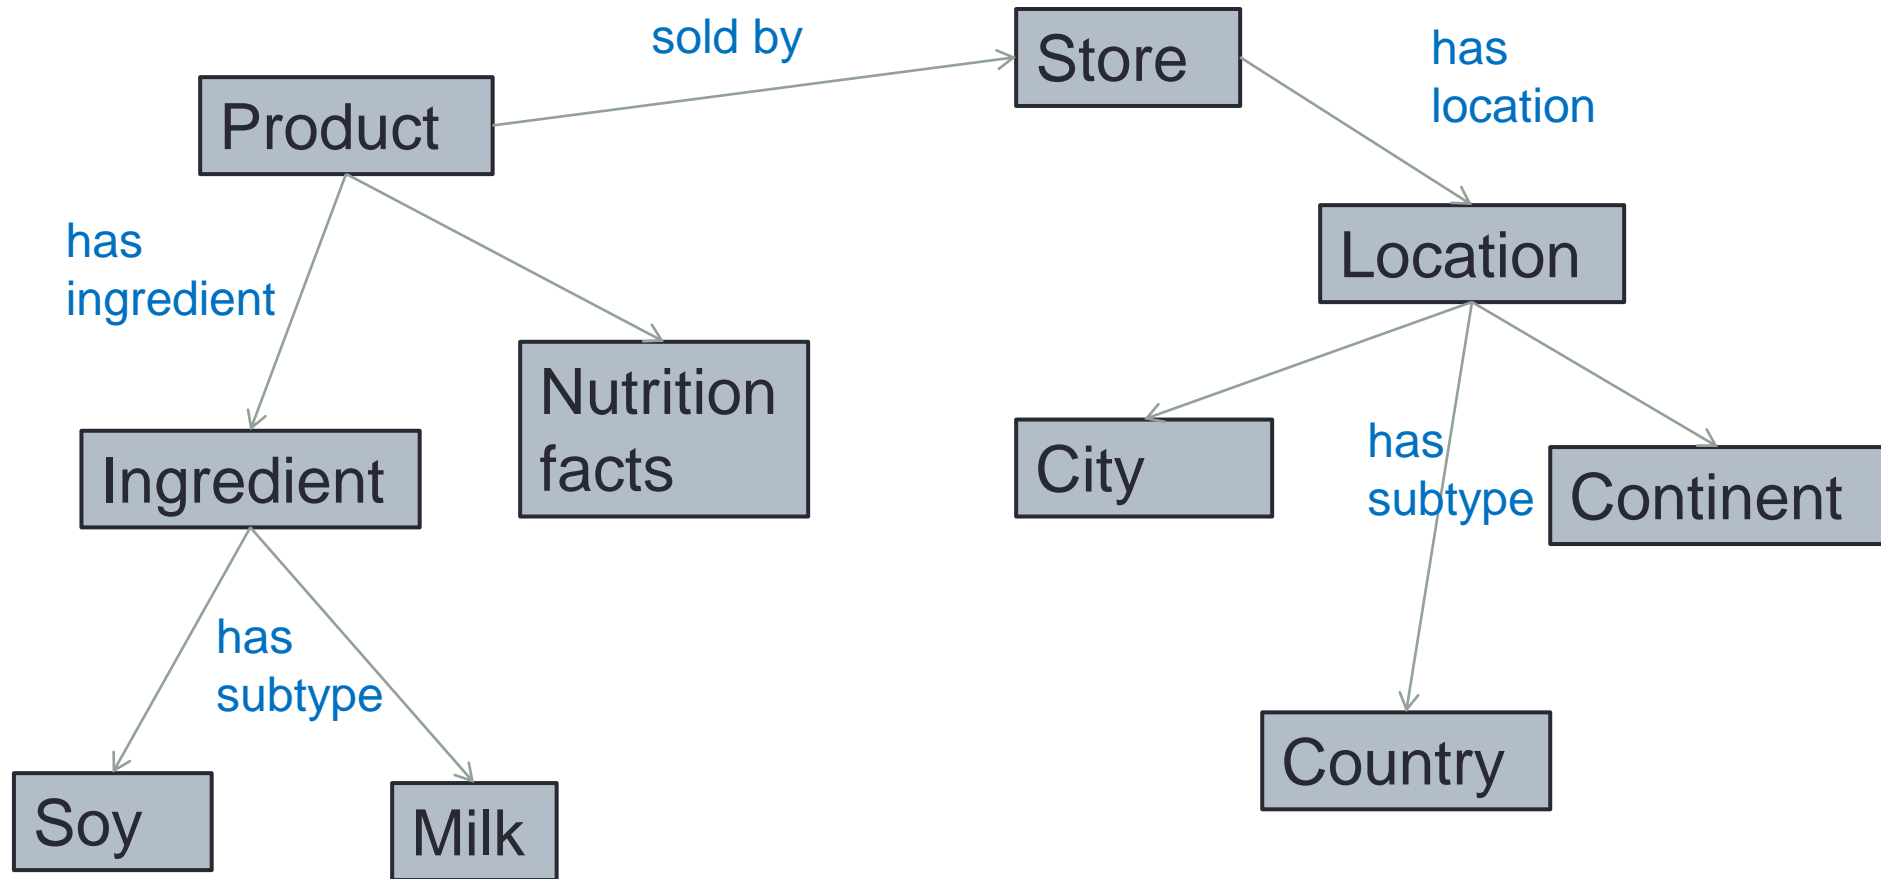 sold by
Store
has
location
Product
Location
has
ingredient
Nutrition
facts
City
has
subtype
Continent
Ingredient
has
subtype
Country
Soy
Milk